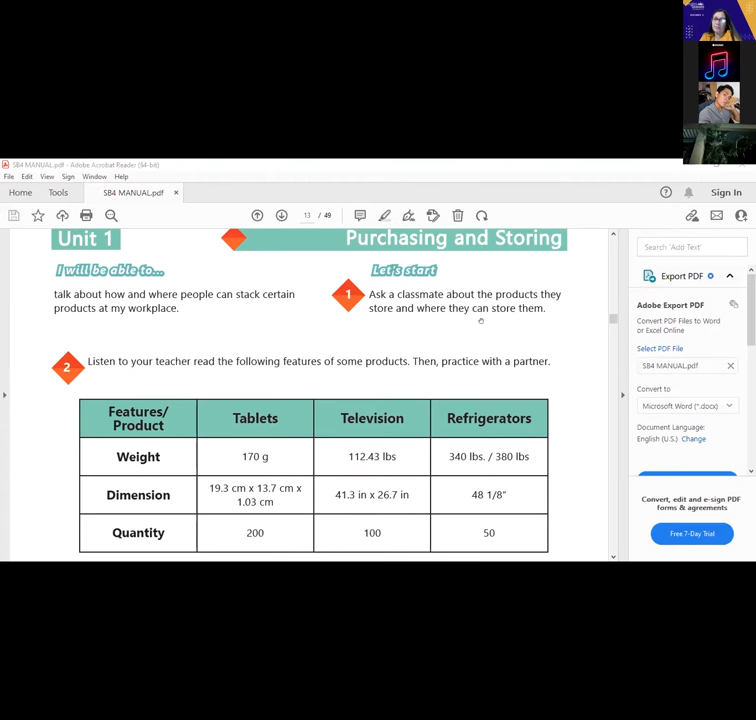 SB4 MANUAL.pdf - Adobe Acrobat Reader (64-bit)
File Edit View Sign Window Help
Home Tools SB4 MANUAL.pdf × Sign In
13 / 49
Unit 1 Purchasing and Storing
I will be able to...
talk about how and where people can stack certain
products at my workplace.
Let's start
1 Ask a classmate about the products they
store and where they can store them.
2 Listen to your teacher read the following features of some products. Then, practice with a partner.
Features/ Product Tablets Television Refrigerators
Weight 170 g 112.43 lbs 340 lbs. / 380 lbs
Dimension 19.3 cm x 13.7 cm x 1.03 cm 41.3 in x 26.7 in 48 1/8"
Quantity 200 100 50
Search 'Add Text'
Export PDF
Adobe Export PDF
Convert PDF Files to Word
or Excel Online
Select PDF File
SB4 MANUAL.pdf
Convert to
Microsoft Word (*.docx)
Document Language:
English (U.S.) Change
Convert, edit and e-sign PDF
forms & agreements
Free 7-Day Trial